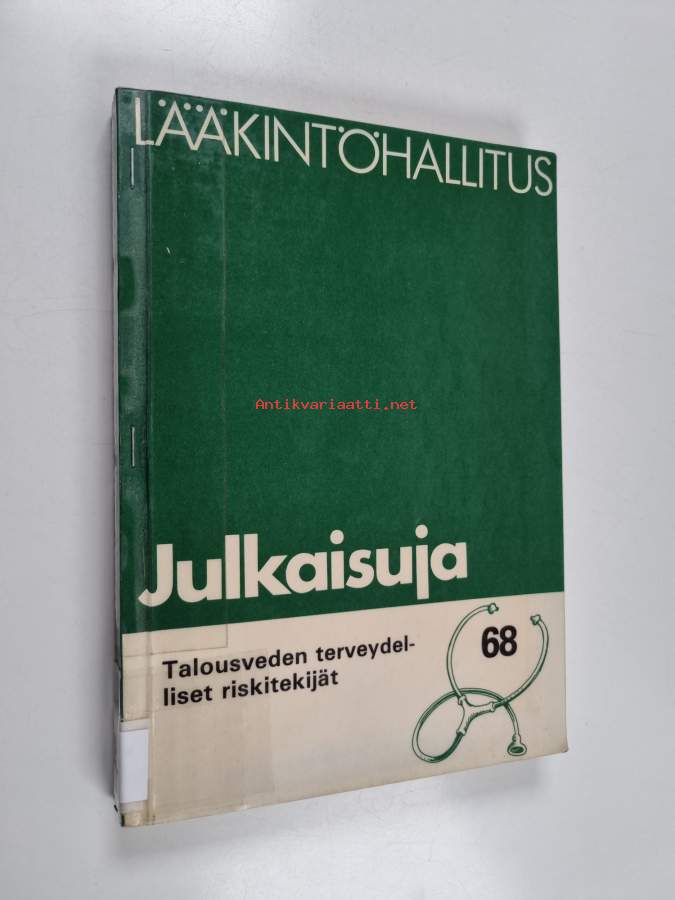 LÄÄKINTÖHALLITUS
Antikvariaatti.net
Julkaisuja
68
Talousveden terveydel-
liset riskitekijät